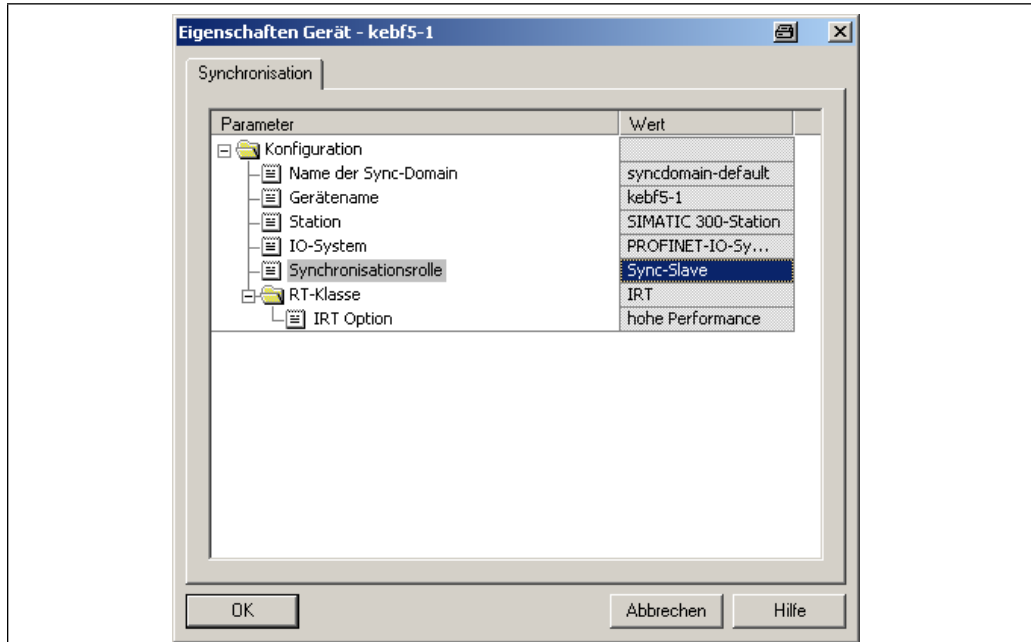 Eigenschaften Gerät - kebf5-1
Synchronisation
Parameter Wert
Konfiguration
Name der Sync-Domain syncdomain-default
Gerätename kebf5-1
Station SIMATIC 300-Station
IO-System PROFINET-IO-Sy...
Synchronisationsrolle Sync-Slave
RT-Klasse IRT
IRT Option hohe Performance
OK Abbrechen Hilfe